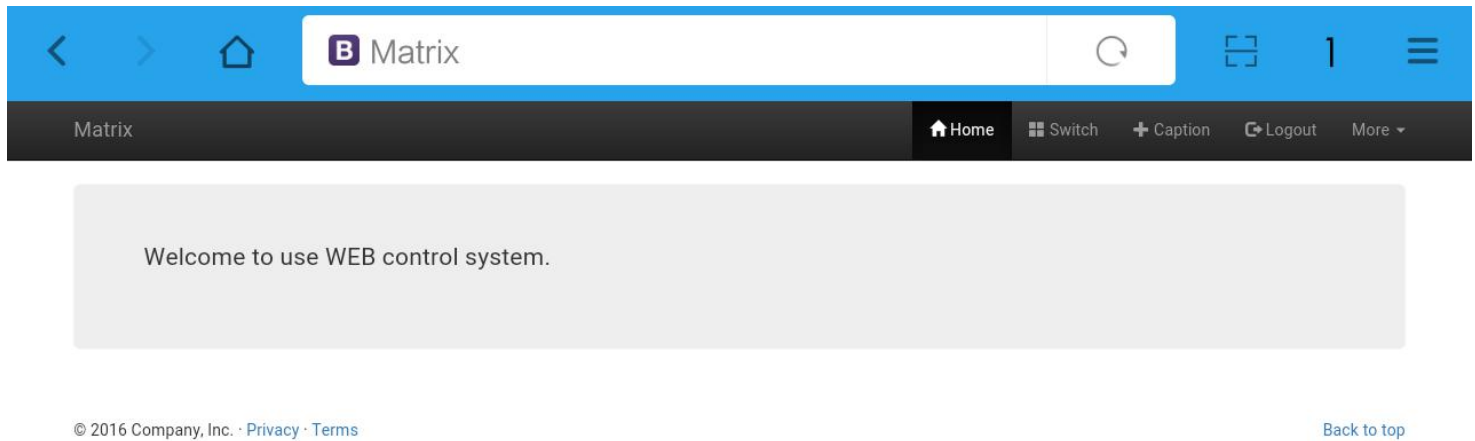 B Matrix 1
Matrix Home Switch Caption Logout More
Welcome to use WEB control system.
© 2016 Company, Inc. · Privacy · Terms Back to top